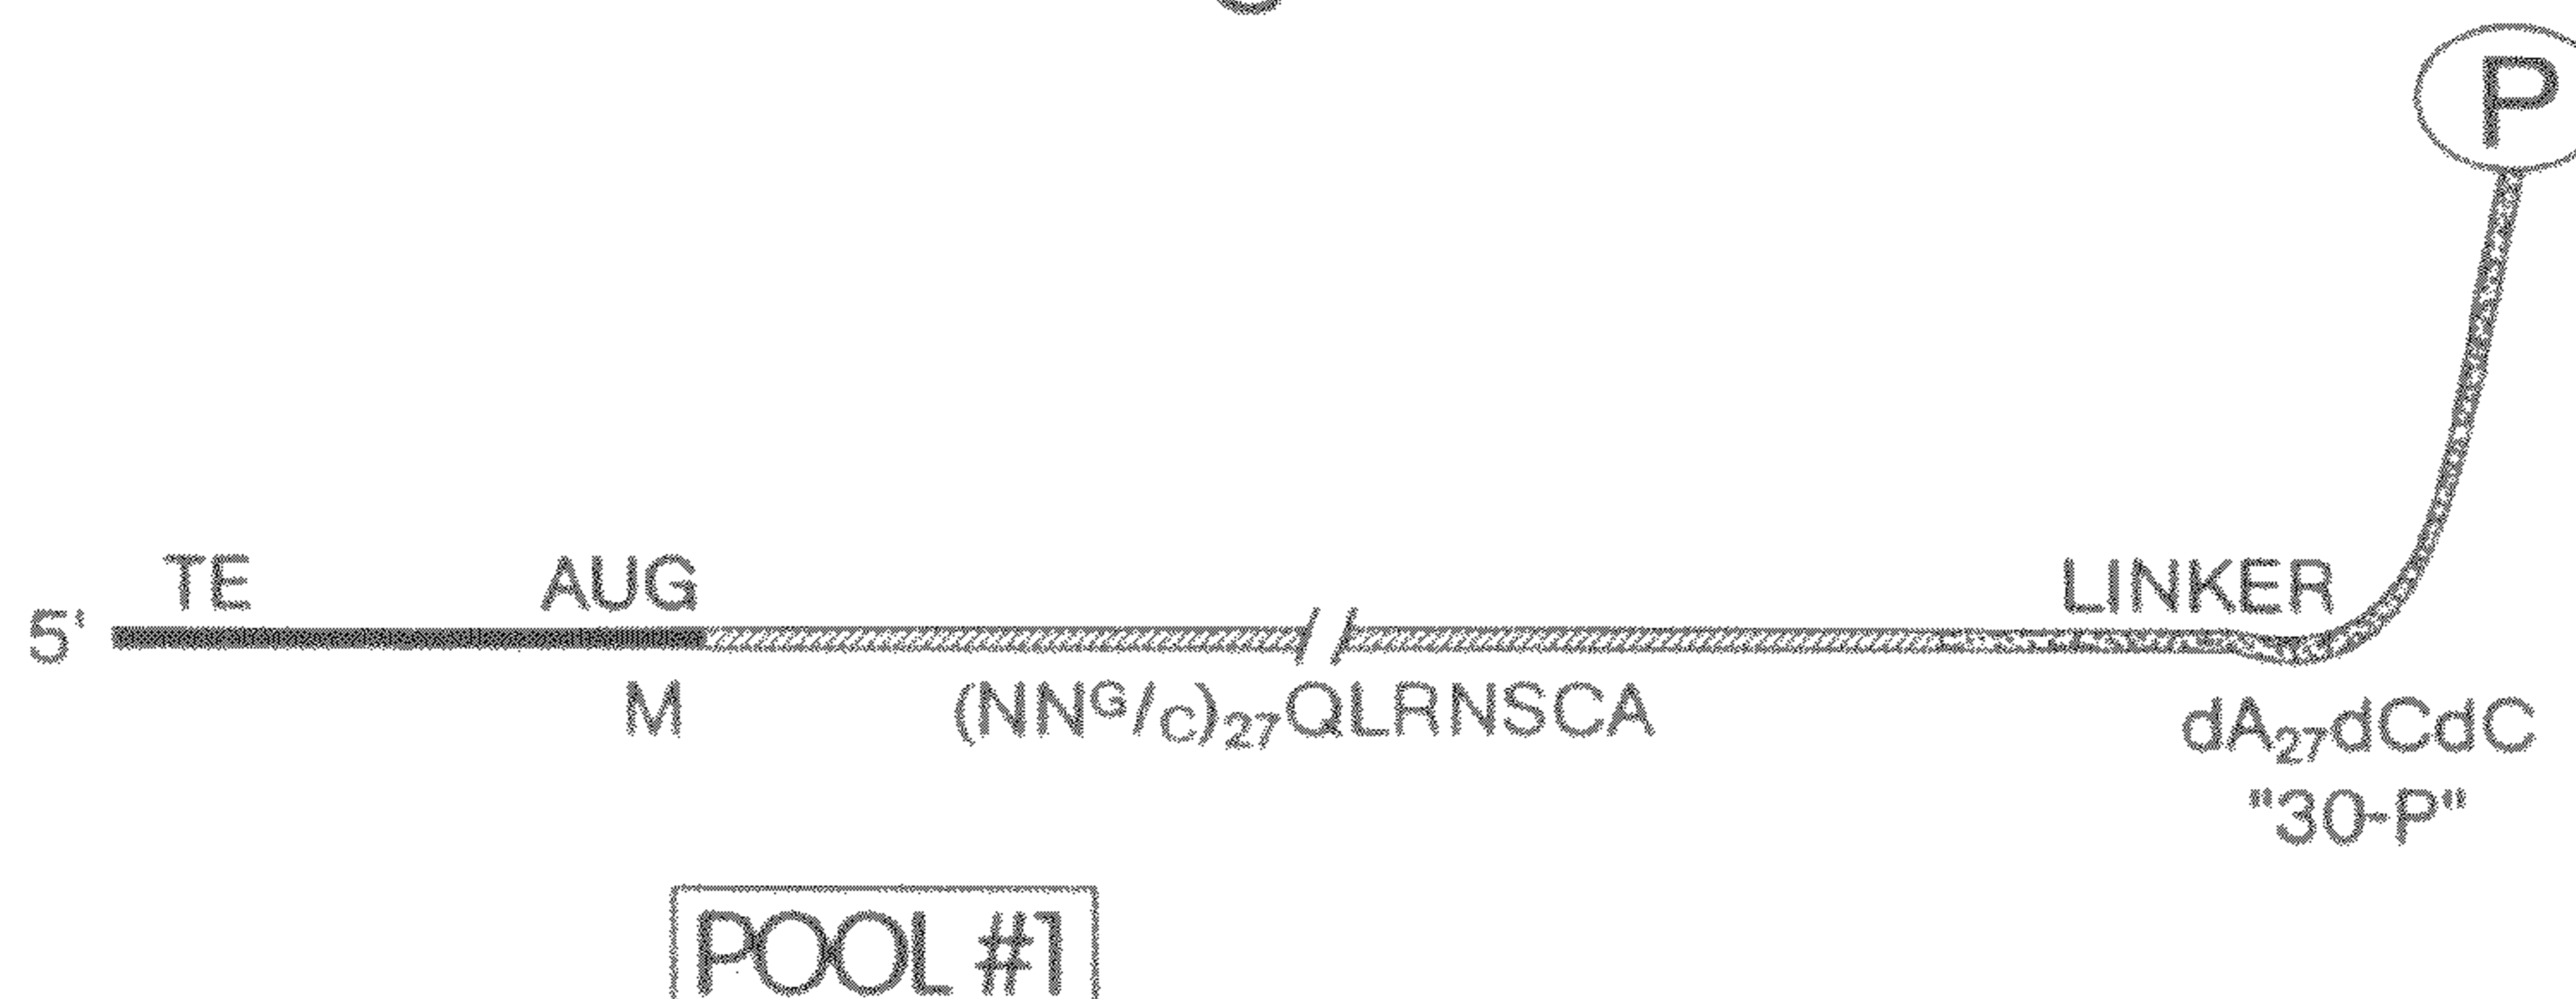 P
TE AUG LINKER
5'
M (NNG/C)27QLRNSCA dA27dCdC
"30-P"
POOL #1